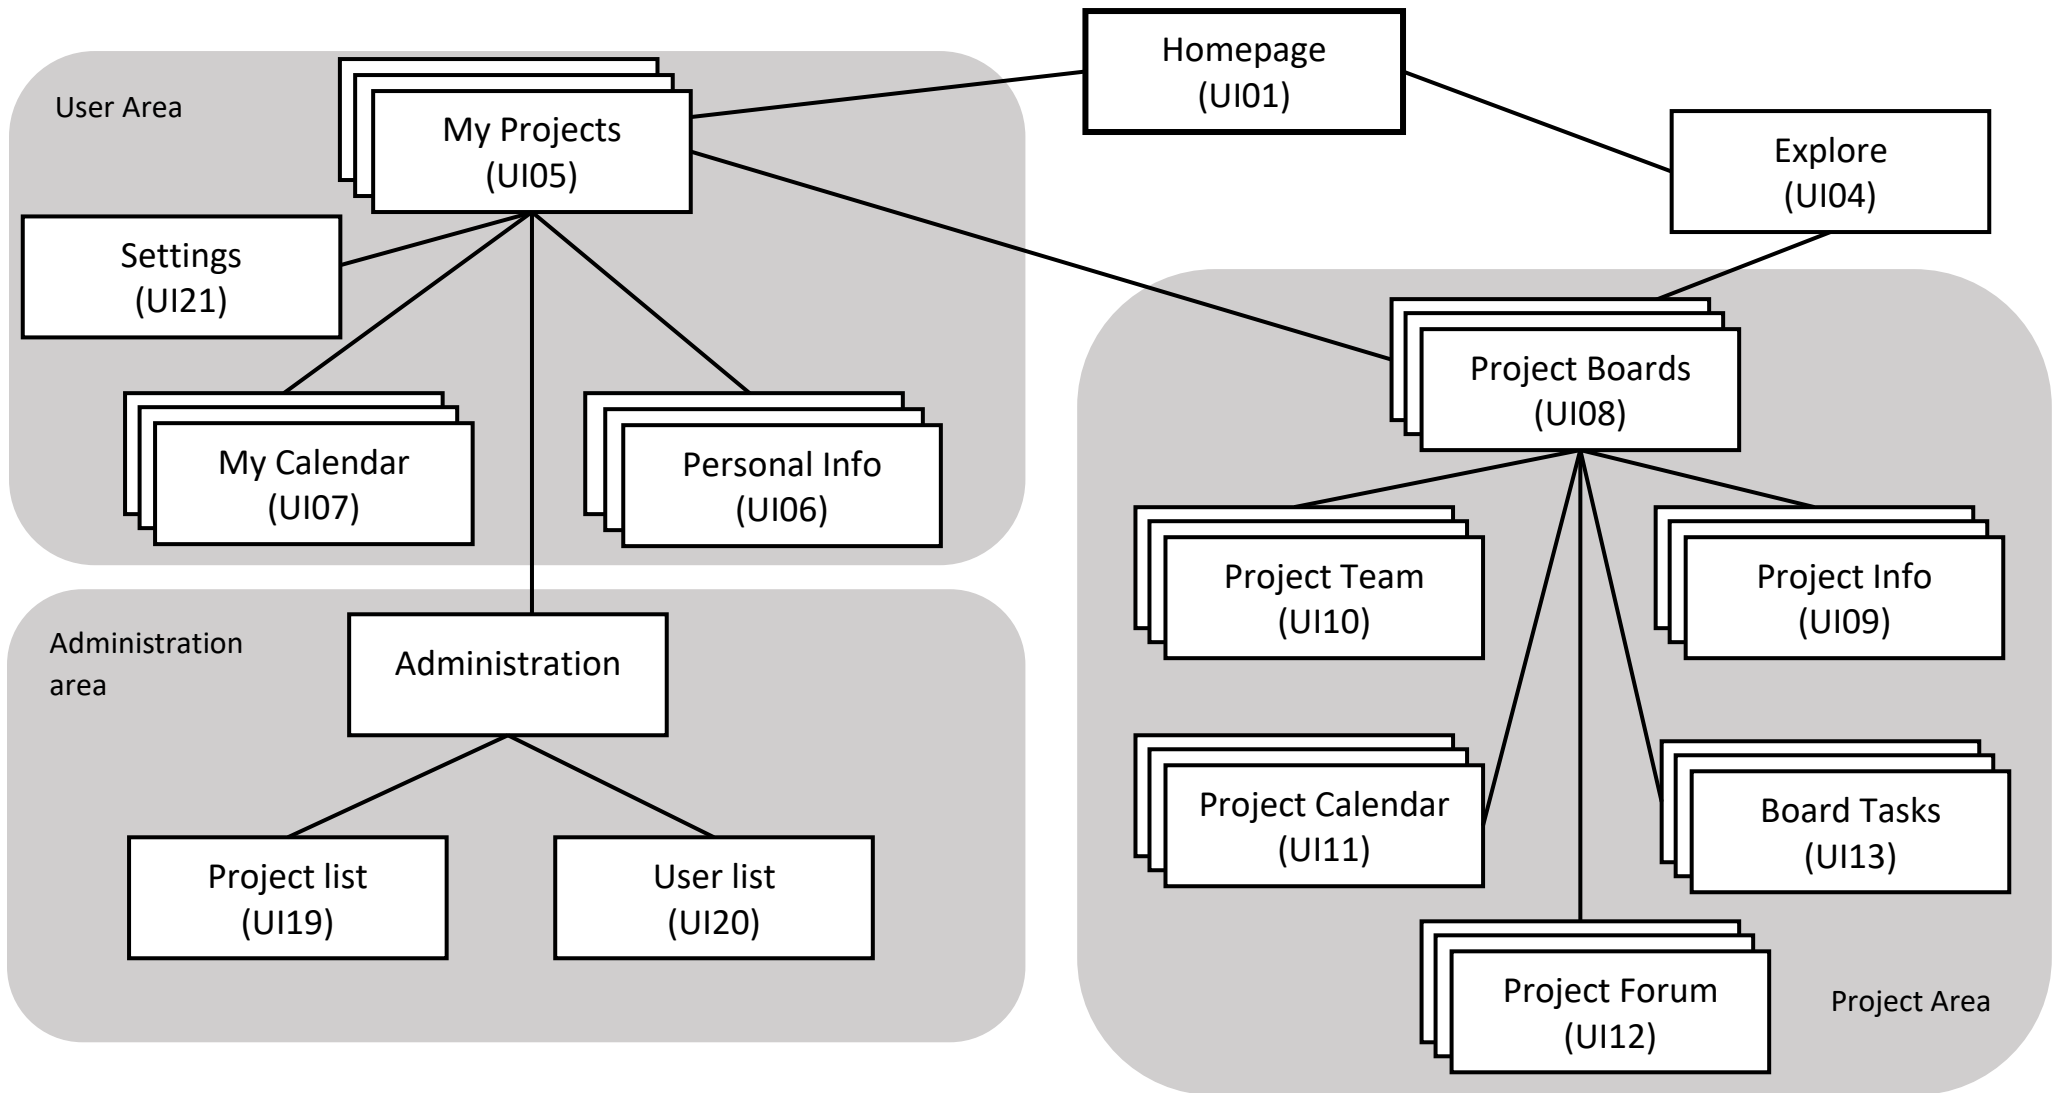 Homepage
(UI01)
User Area
My Projects
(UI05)
Explore
(UI04)
Settings
(UI21)
Project Boards
(UI08)
My Calendar
(UI07)
Personal Info
(UI06)
Project Team
(UI10)
Project Info
(UI09)
Administration
area
Administration
Project Calendar
(UI11)
Board Tasks
(UI13)
Project list
(UI19)
User list
(UI20)
Project Forum
(UI12)
Project Area